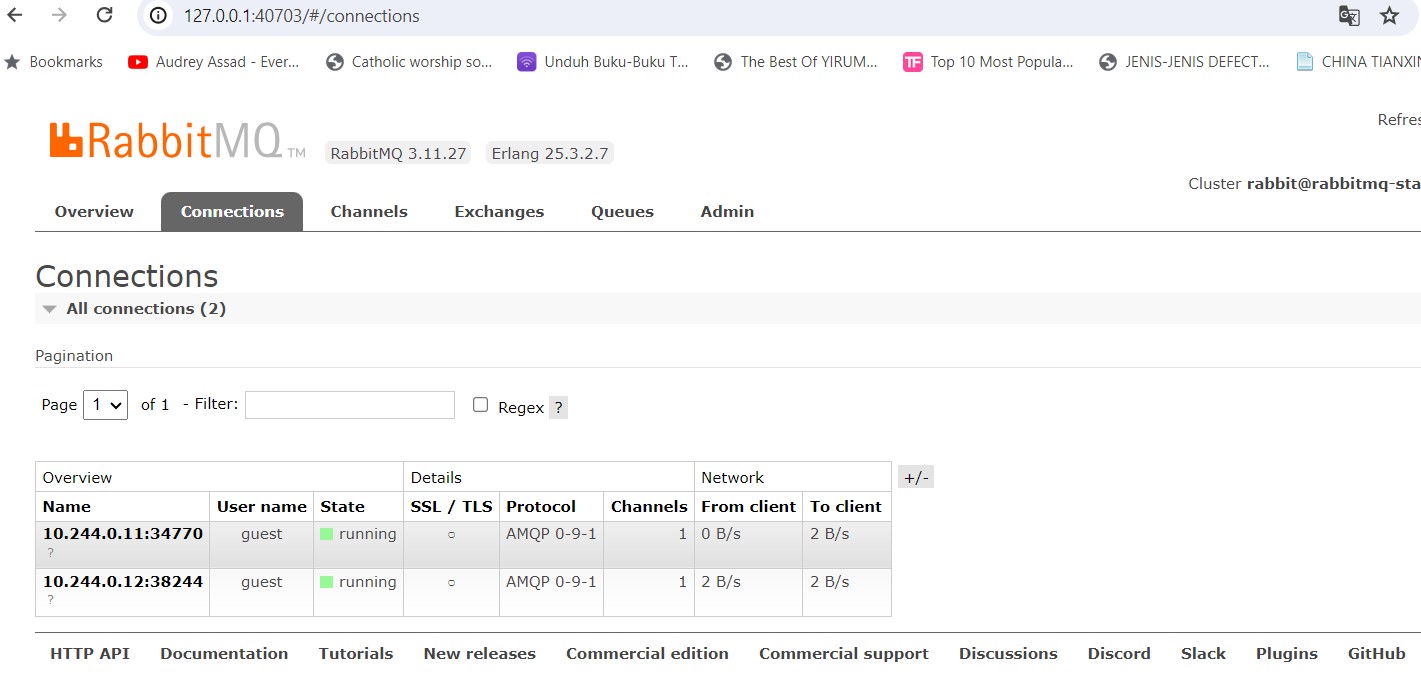 127.0.0.1:40703/#/connections
Bookmarks Audrey Assad - Ever... Catholic worship so... Unduh Buku-Buku T... The Best Of YIRUM... TF Top 10 Most Popula... JENIS-JENIS DEFECT... CHINA TIANXIN
Refres
RabbitMQ TM RabbitMQ 3.11.27 Erlang 25.3.2.7
Cluster rabbit@rabbitmq-sta
Overview Connections Channels Exchanges Queues Admin
Connections
All connections (2)
Pagination
Page 1 of 1 - Filter: Regex ?
Overview Details Network +/-
Name User name State SSL / TLS Protocol Channels From client To client
10.244.0.11:34770 guest running ○ AMQP 0-9-1 1 0 B/s 2 B/s
?
10.244.0.12:38244 guest running ○ AMQP 0-9-1 1 2 B/s 2 B/s
?
HTTP API Documentation Tutorials New releases Commercial edition Commercial support Discussions Discord Slack Plugins GitHub